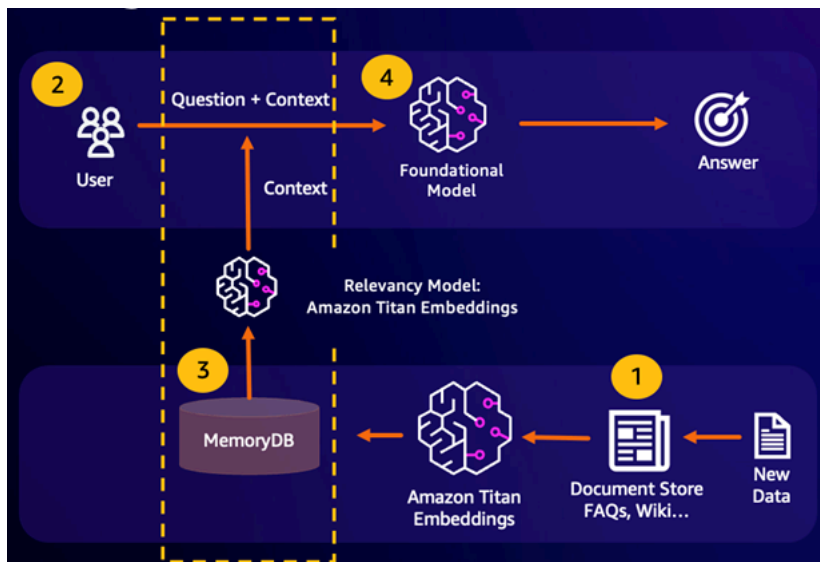 2
4
Question + Context
User
Foundational
Model
Answer
Context
Relevancy Model:
Amazon Titan Embeddings
3
1
MemoryDB
Amazon Titan
Embeddings
Document Store
FAQs, Wiki...
New
Data